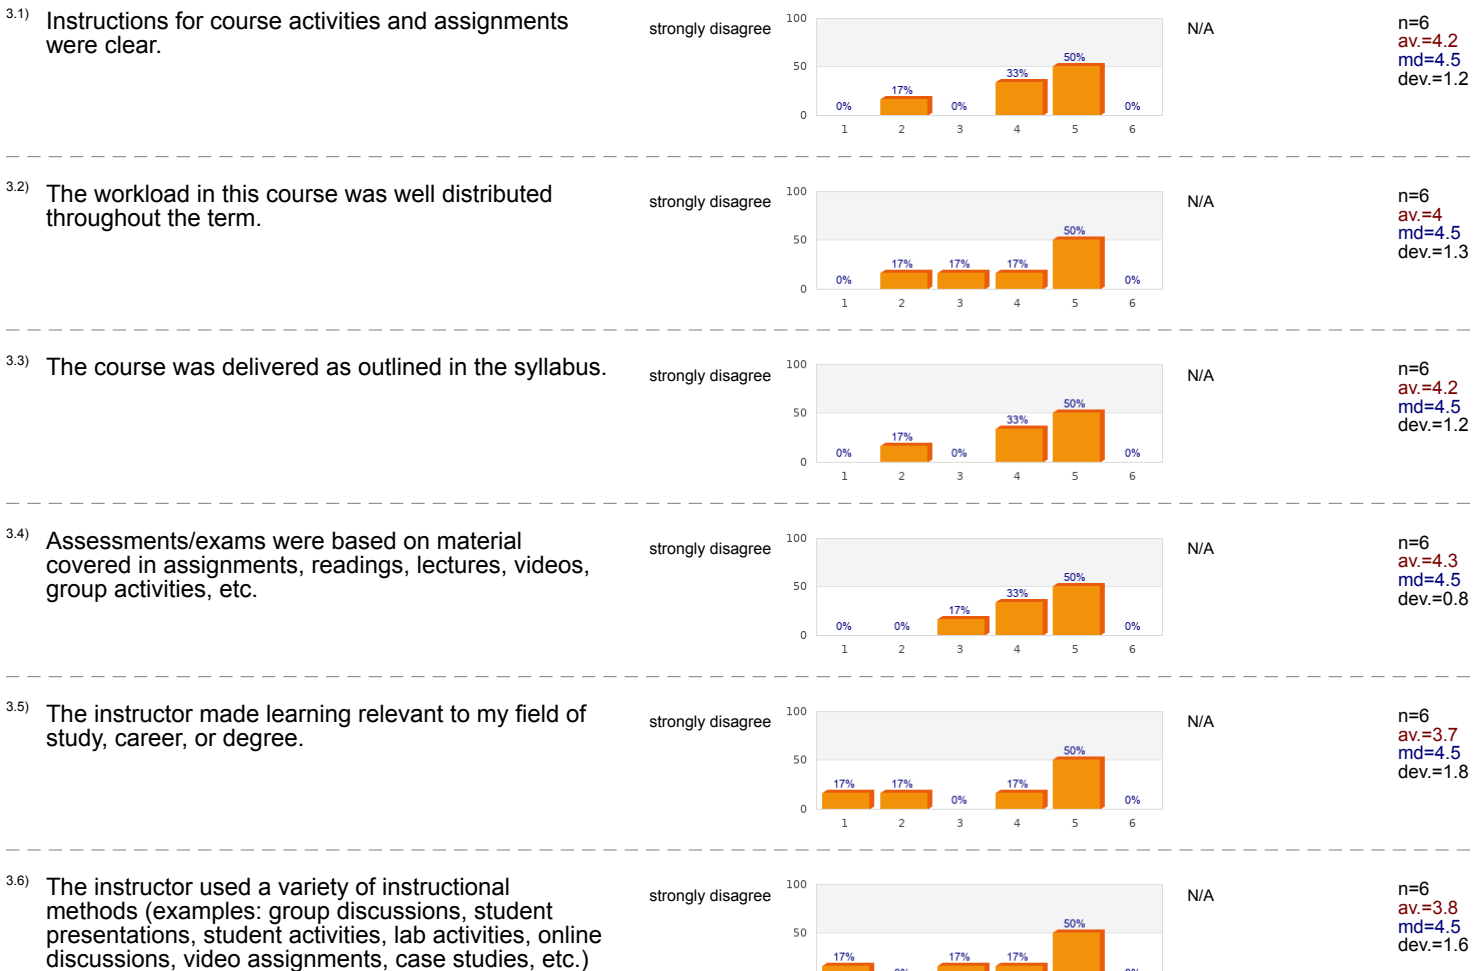 3.1) Instructions for course activities and assignments
were clear.
strongly disagree
100
50
0
0%
17%
0%
33%
50%
0%
1 2 3 4 5 6
N/A
n=6
av.=4.2
md=4.5
dev.=1.2
3.2) The workload in this course was well distributed
throughout the term.
strongly disagree
100
50
0
0%
17%
17%
17%
50%
0%
1 2 3 4 5 6
N/A
n=6
av.=4
md=4.5
dev.=1.3
3.3) The course was delivered as outlined in the syllabus.
strongly disagree
100
50
0
0%
17%
0%
33%
50%
0%
1 2 3 4 5 6
N/A
n=6
av.=4.2
md=4.5
dev.=1.2
3.4) Assessments/exams were based on material
covered in assignments, readings, lectures, videos,
group activities, etc.
strongly disagree
100
50
0
0%
0%
17%
33%
50%
0%
1 2 3 4 5 6
N/A
n=6
av.=4.3
md=4.5
dev.=0.8
3.5) The instructor made learning relevant to my field of
study, career, or degree.
strongly disagree
100
50
0
17%
17%
0%
17%
50%
0%
1 2 3 4 5 6
N/A
n=6
av.=3.7
md=4.5
dev.=1.8
3.6) The instructor used a variety of instructional
methods (examples: group discussions, student
presentations, student activities, lab activities, online
discussions, video assignments, case studies, etc.)
strongly disagree
100
50
17%
17%
17%
50%
N/A
n=6
av.=3.8
md=4.5
dev.=1.6